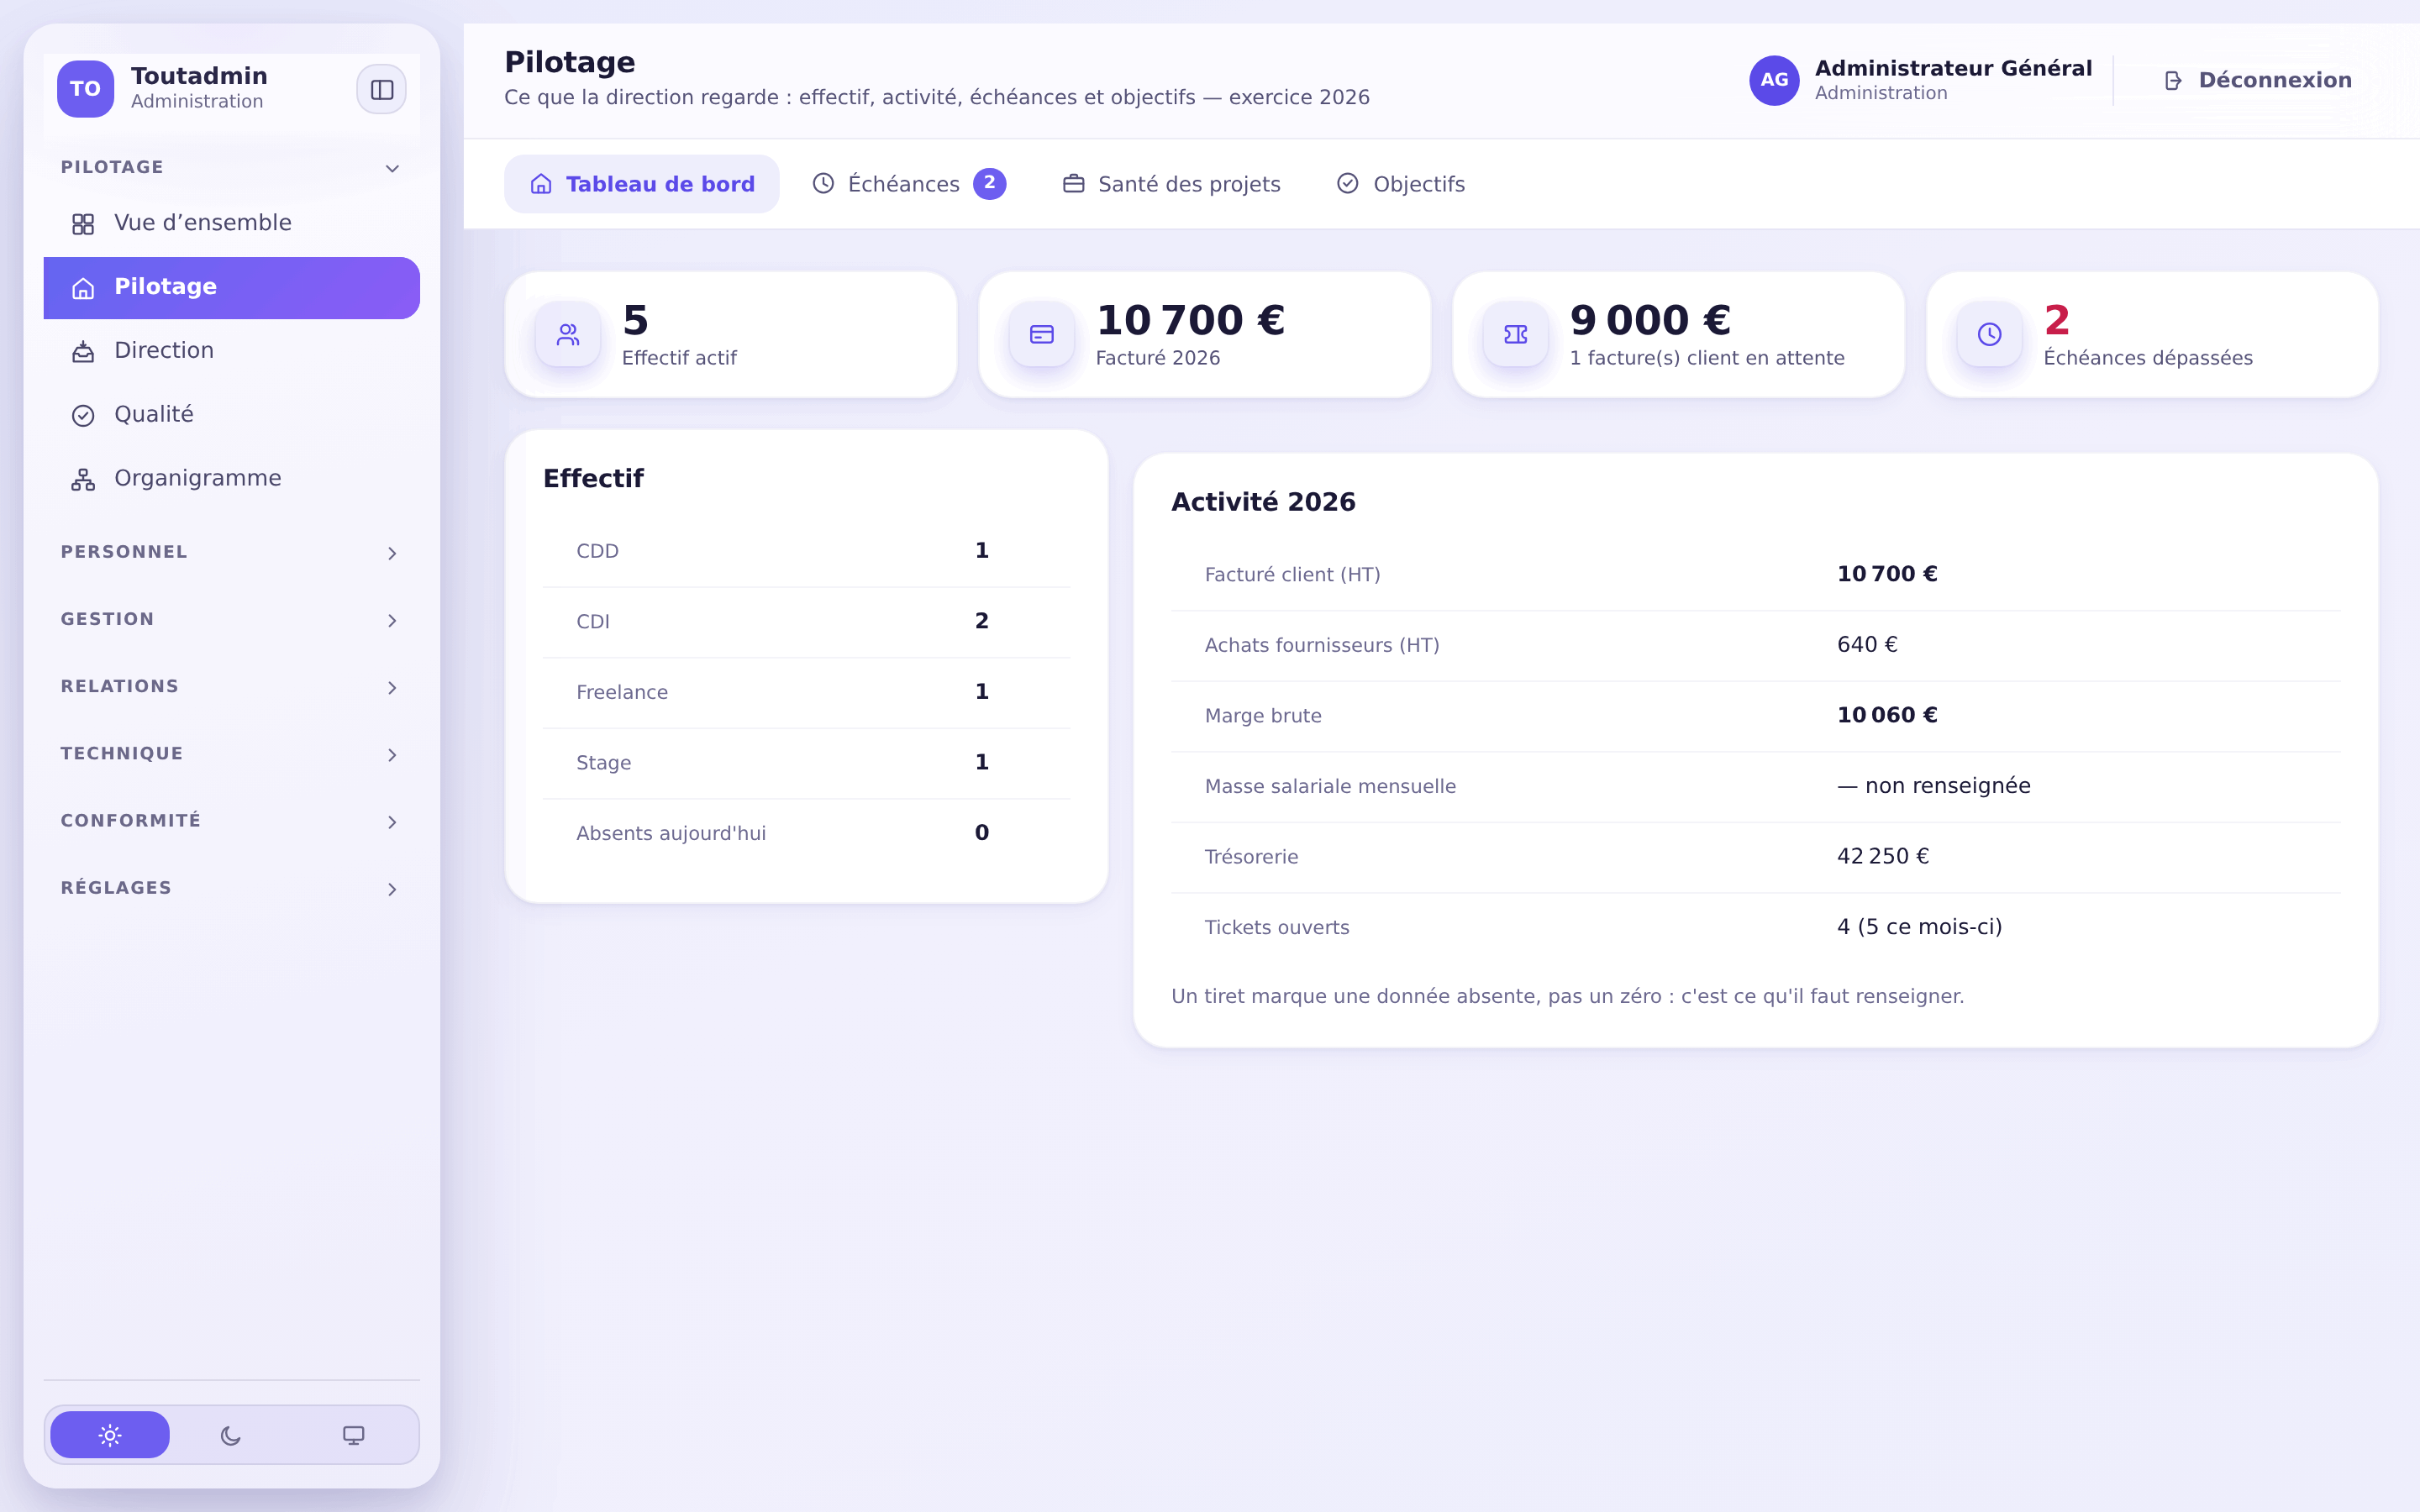 TO
Toutadmin
Administration
PILOTAGE
Vue d’ensemble
Pilotage
Direction
Qualité
Organigramme
PERSONNEL
GESTION
RELATIONS
TECHNIQUE
CONFORMITÉ
RÉGLAGES
Pilotage
Ce que la direction regarde : effectif, activité, échéances et objectifs — exercice 2026
AG
Administrateur Général
Administration
Déconnexion
Tableau de bord
Échéances 2
Santé des projets
Objectifs
5
Effectif actif
10 700 €
Facturé 2026
9 000 €
1 facture(s) client en attente
2
Échéances dépassées
Effectif
CDD 1
CDI 2
Freelance 1
Stage 1
Absents aujourd'hui 0
Activité 2026
Facturé client (HT) 10 700 €
Achats fournisseurs (HT) 640 €
Marge brute 10 060 €
Masse salariale mensuelle — non renseignée
Trésorerie 42 250 €
Tickets ouverts 4 (5 ce mois-ci)
Un tiret marque une donnée absente, pas un zéro : c'est ce qu'il faut renseigner.